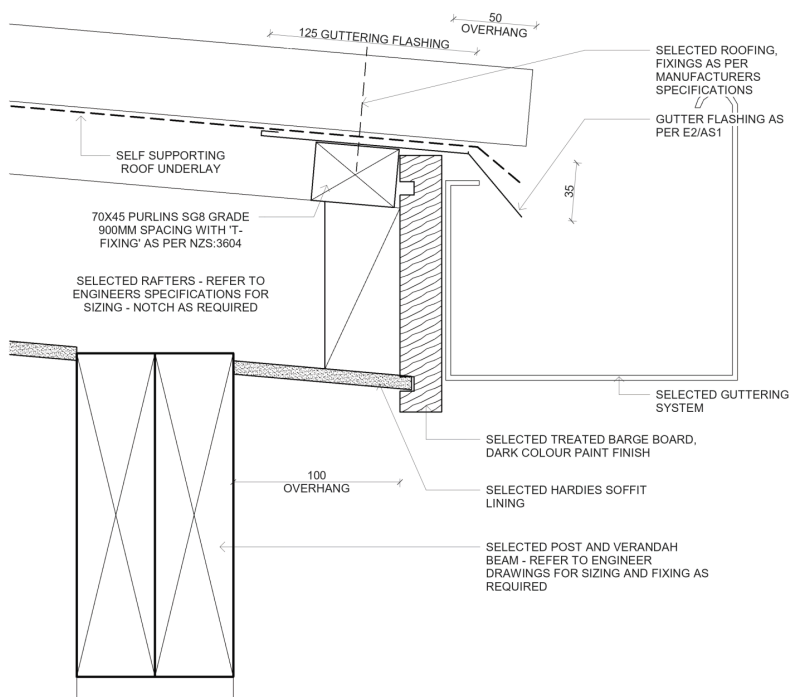 50
OVERHANG
125 GUTTERING FLASHING
SELECTED ROOFING,
FIXINGS AS PER
MANUFACTURERS
SPECIFICATIONS
GUTTER FLASHING AS
PER E2/AS1
SELF SUPPORTING
ROOF UNDERLAY
35
70X45 PURLINS SG8 GRADE
900MM SPACING WITH 'T-
FIXING' AS PER NZS:3604
SELECTED RAFTERS - REFER TO
ENGINEERS SPECIFICATIONS FOR
SIZING - NOTCH AS REQUIRED
SELECTED GUTTERING
SYSTEM
SELECTED TREATED BARGE BOARD,
DARK COLOUR PAINT FINISH
100
OVERHANG
SELECTED HARDIES SOFFIT
LINING
SELECTED POST AND VERANDAH
BEAM - REFER TO ENGINEER
DRAWINGS FOR SIZING AND FIXING AS
REQUIRED